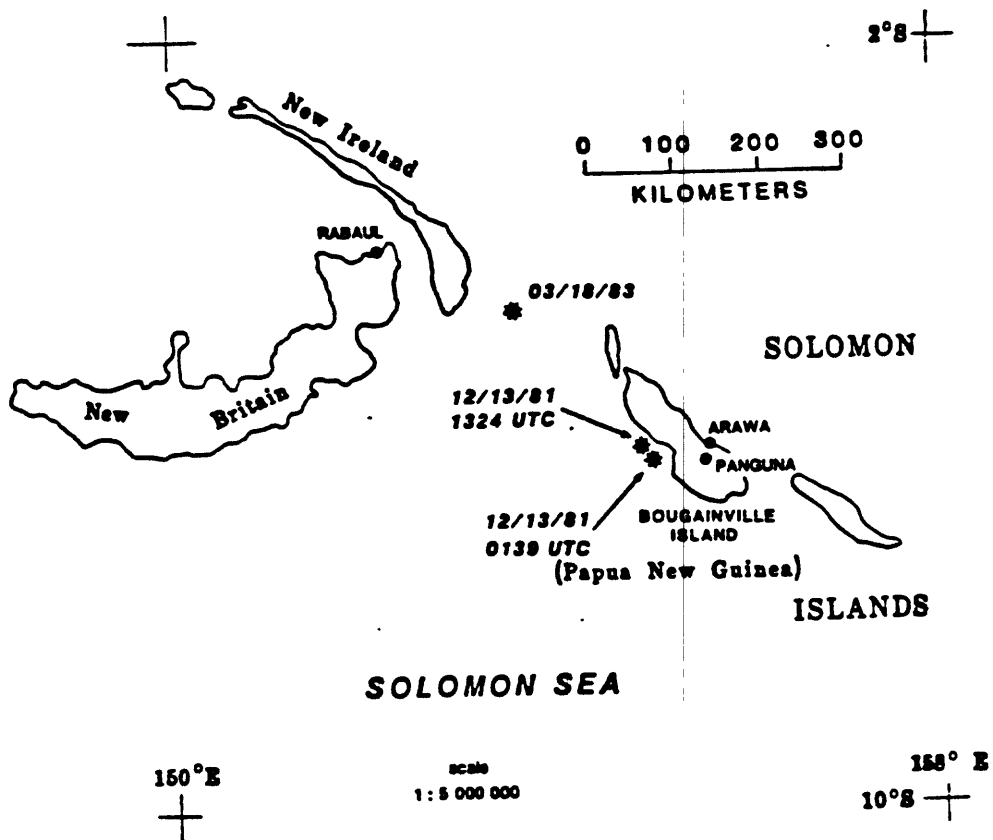 2°S
New Ireland
0 100 200 300
KILOMETERS
RABAUL
03/18/83
SOLOMON
12/13/81
1324 UTC
New Britain
ARAWA
PANGUNA
12/13/81
0139 UTC
BOUGAINVILLE
ISLAND
(Papua New Guinea)
ISLANDS
SOLOMON SEA
150°E
scale
1 : 5 000 000
158° E
10°S